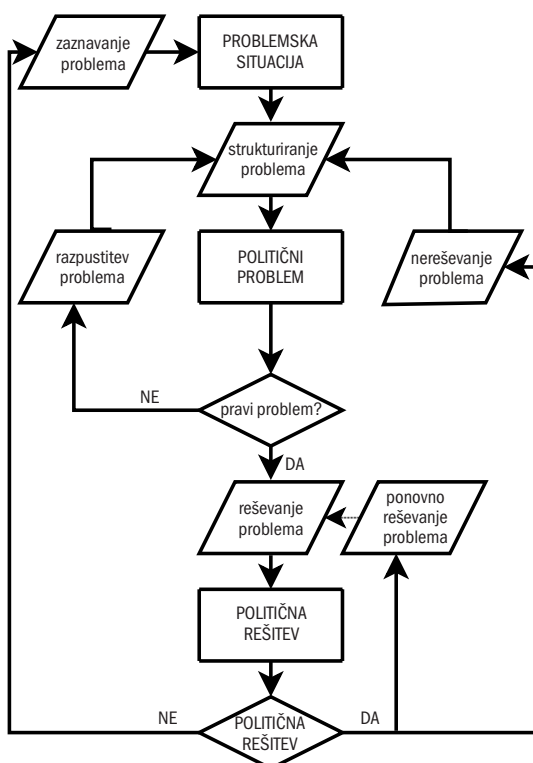 zaznavanje
problema
PROBLEMSKA
SITUACIJA
strukturiranje
problema
razpustitev
problema
POLITIČNI
PROBLEM
nereševanje
problema
NE
pravi problem?
DA
reševanje
problema
ponovno
reševanje
problema
POLITIČNA
REŠITEV
NE
POLITIČNA
REŠITEV
DA